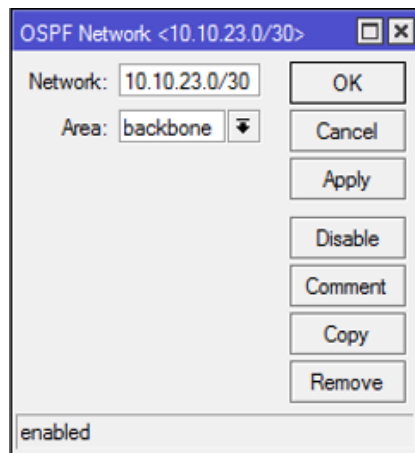 OSPF Network <10.10.23.0/30>
Network: 10.10.23.0/30
Area: backbone
OK
Cancel
Apply
Disable
Comment
Copy
Remove
enabled